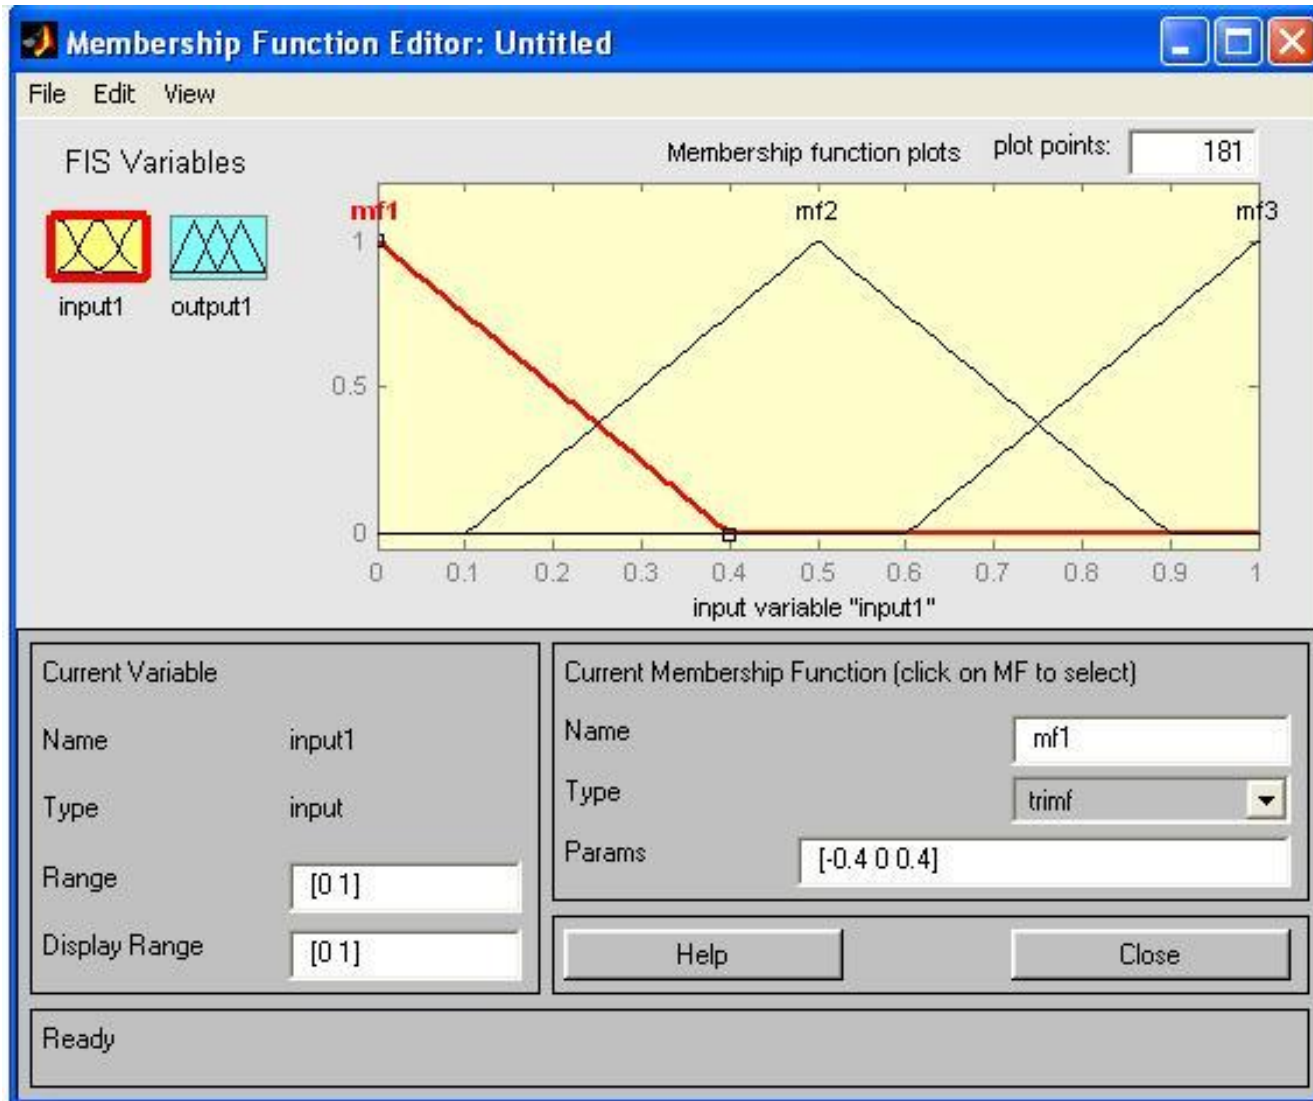 Membership Function Editor: Untitled
File Edit View
FIS Variables
Membership function plots plot points: 181
input1 output1
mf1 mf2 mf3
1
0.5
0
0 0.1 0.2 0.3 0.4 0.5 0.6 0.7 0.8 0.9 1
input variable "input1"
Current Variable
Name input1
Type input
Range [0 1]
Display Range [0 1]
Current Membership Function (click on MF to select)
Name mf1
Type trimf
Params [-0.4 0 0.4]
Help Close
Ready